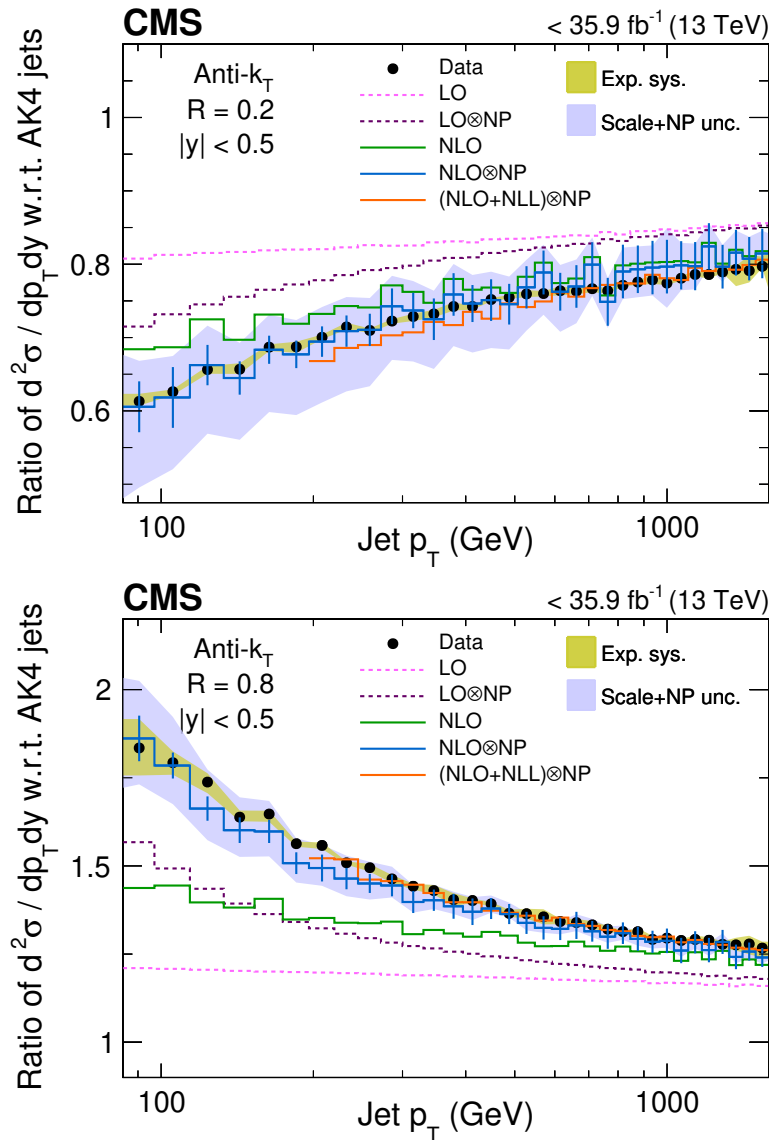 CMS
< 35.9 fb⁻¹ (13 TeV)
Anti-k_T
R = 0.2
|y| < 0.5
Data
LO
LO⊗NP
NLO
NLO⊗NP
(NLO+NLL)⊗NP
Exp. sys.
Scale+NP unc.
1
0.8
0.6
Ratio of d²σ / dp_T dy w.r.t. AK4 jets
100
1000
Jet p_T (GeV)
CMS
< 35.9 fb⁻¹ (13 TeV)
Anti-k_T
R = 0.8
|y| < 0.5
Data
LO
LO⊗NP
NLO
NLO⊗NP
(NLO+NLL)⊗NP
Exp. sys.
Scale+NP unc.
2
1.5
1
Ratio of d²σ / dp_T dy w.r.t. AK4 jets
100
1000
Jet p_T (GeV)